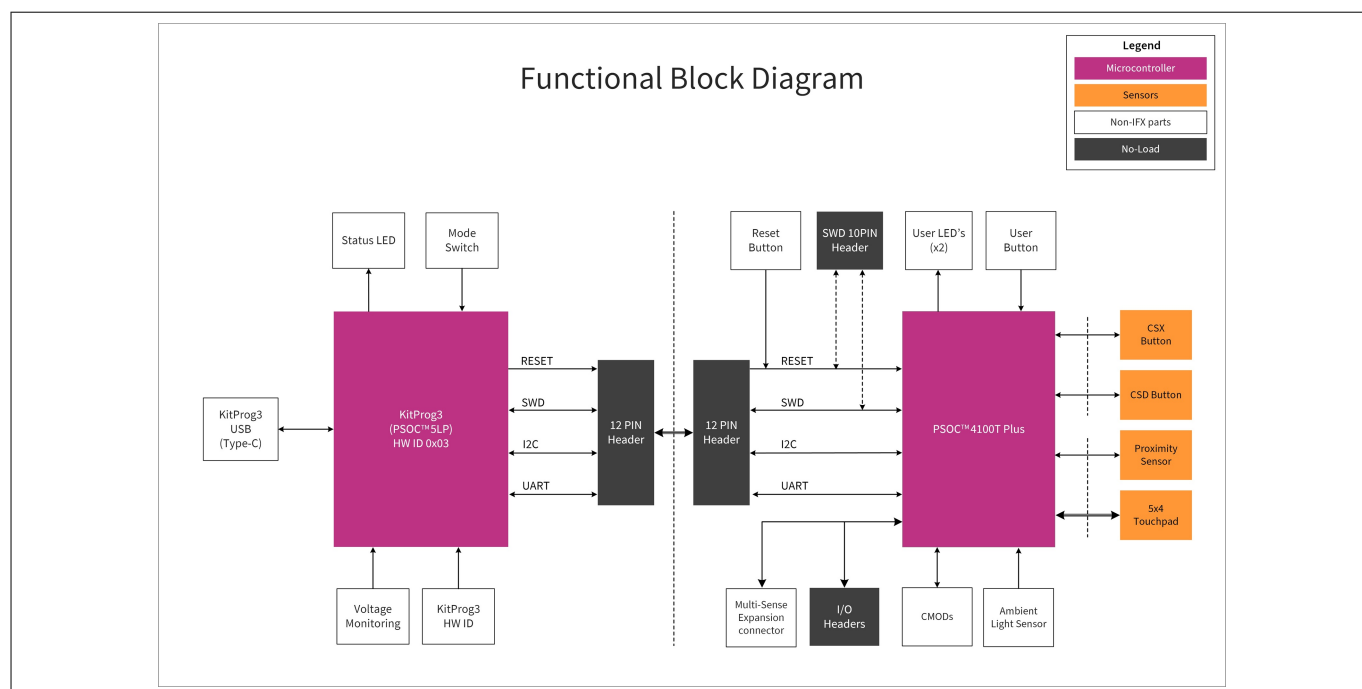 Functional Block Diagram
Legend
Microcontroller
Sensors
Non-IFX parts
No-Load
Status LED
Mode
Switch
Reset
Button
SWD 10PIN
Header
User LED's
(x2)
User
Button
KitProg3
USB
(Type-C)
KitProg3
(PSOC™5LP)
HW ID 0x03
RESET
SWD
I2C
UART
12 PIN
Header
12 PIN
Header
RESET
SWD
I2C
UART
PSOC™4100T Plus
CSX
Button
CSD Button
Proximity
Sensor
5x4
Touchpad
Voltage
Monitoring
KitProg3
HW ID
Multi-Sense
Expansion
connector
I/O
Headers
CMODs
Ambient
Light Sensor